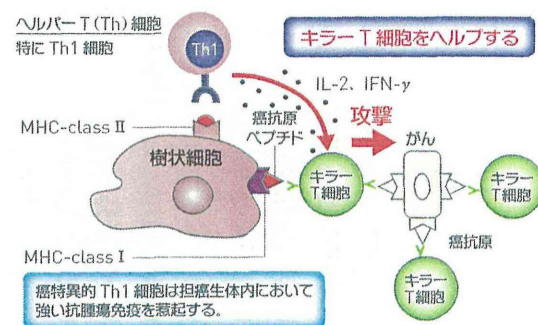 ヘルパーT(Th)細胞
特にTh1細胞
Th1
キラーT細胞をヘルプする
IL-2、IFN-γ
攻撃
癌抗原
ペプチド
がん
MHC-class Ⅱ
樹状細胞
キラー
T細胞
キラー
T細胞
癌抗原
MHC-class Ⅰ
キラー
T細胞
癌特異的Th1細胞は担癌生体内において
強い抗腫瘍免疫を惹起する。